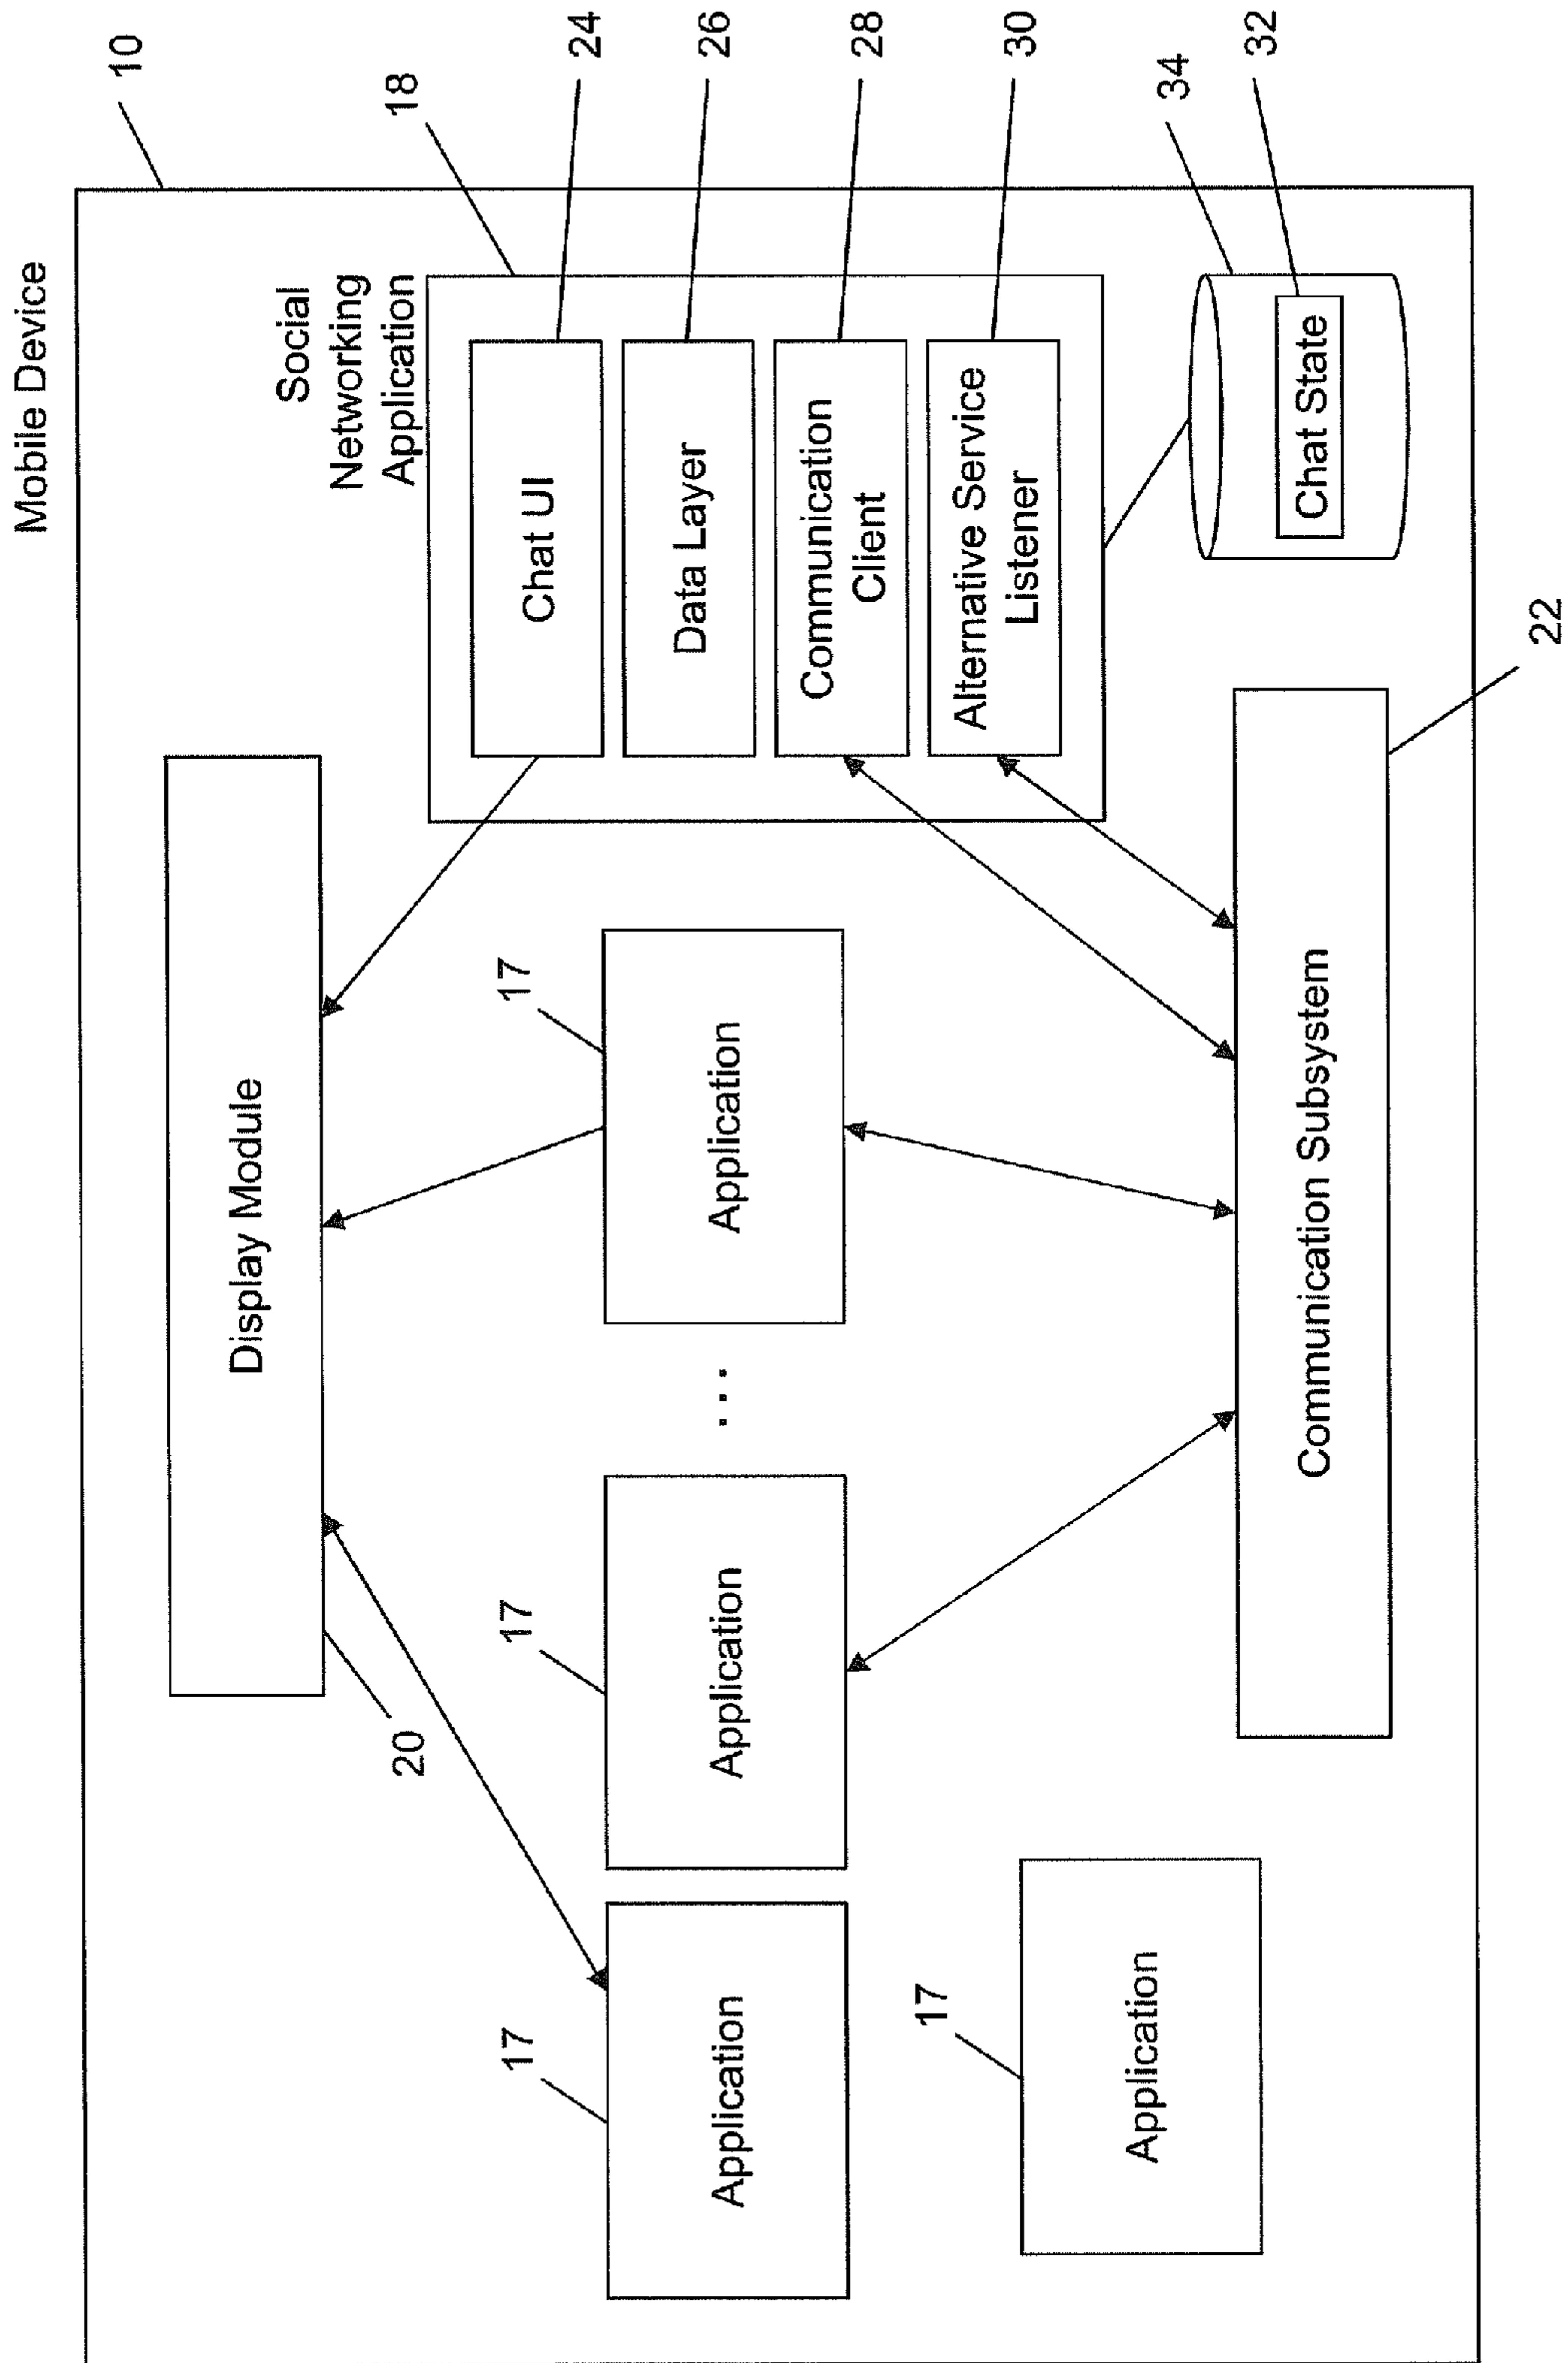 Mobile Device
10
Display Module
20
Social
Networking
Application
18
Chat UI
24
Data Layer
26
Communication
Client
28
Alternative Service
Listener
30
17
Application
17
Application
...
17
Application
17
Application
Communication Subsystem
22
34
Chat State
32